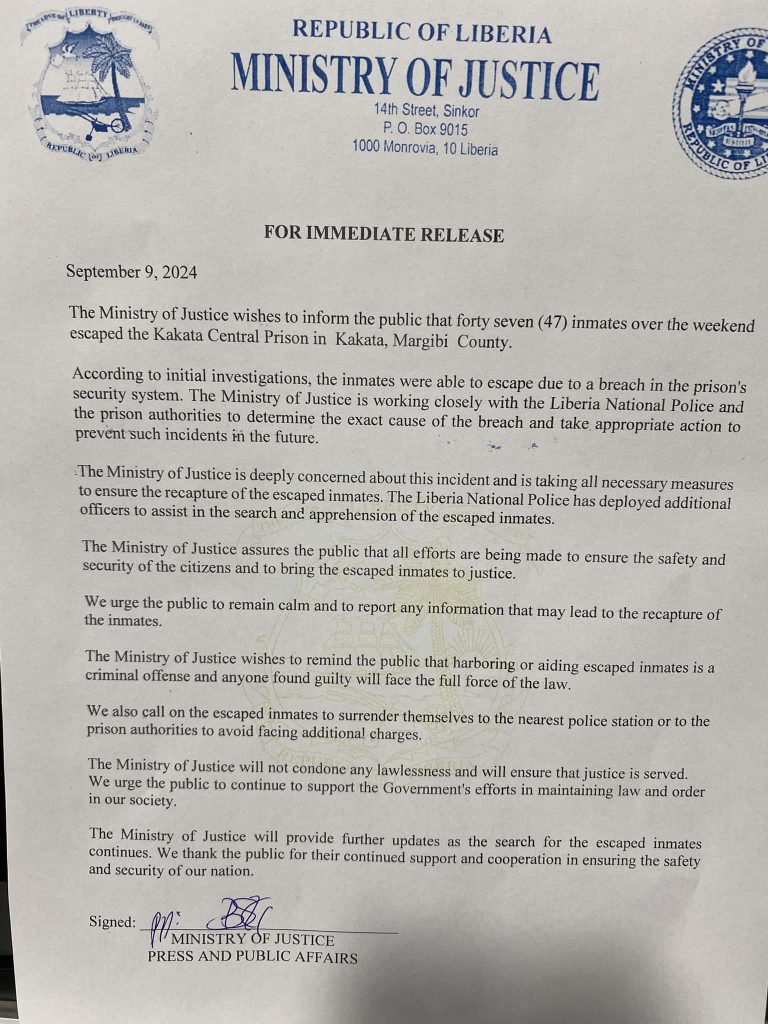 THE LOVE OF LIBERTY BROUGHT US HERE
REPUBLIC OF LIBERIA
REPUBLIC OF LIBERIA
MINISTRY OF JUSTICE
14th Street, Sinkor
P. O. Box 9015
1000 Monrovia, 10 Liberia
MINISTRY OF
REPUBLIC OF LIB
FOR IMMEDIATE RELEASE
September 9, 2024
The Ministry of Justice wishes to inform the public that forty seven (47) inmates over the weekend
escaped the Kakata Central Prison in Kakata, Margibi County.
According to initial investigations, the inmates were able to escape due to a breach in the prison's
security system. The Ministry of Justice is working closely with the Liberia National Police and
the prison authorities to determine the exact cause of the breach and take appropriate action to
prevent such incidents in the future.
The Ministry of Justice is deeply concerned about this incident and is taking all necessary measures
to ensure the recapture of the escaped inmates. The Liberia National Police has deployed additional
officers to assist in the search and apprehension of the escaped inmates.
The Ministry of Justice assures the public that all efforts are being made to ensure the safety and
security of the citizens and to bring the escaped inmates to justice.
We urge the public to remain calm and to report any information that may lead to the recapture of
the inmates.
The Ministry of Justice wishes to remind the public that harboring or aiding escaped inmates is a
criminal offense and anyone found guilty will face the full force of the law.
We also call on the escaped inmates to surrender themselves to the nearest police station or to the
prison authorities to avoid facing additional charges.
The Ministry of Justice will not condone any lawlessness and will ensure that justice is served.
We urge the public to continue to support the Government's efforts in maintaining law and order
in our society.
The Ministry of Justice will provide further updates as the search for the escaped inmates
continues. We thank the public for their continued support and cooperation in ensuring the safety
and security of our nation.
Signed:
MINISTRY OF JUSTICE
PRESS AND PUBLIC AFFAIRS